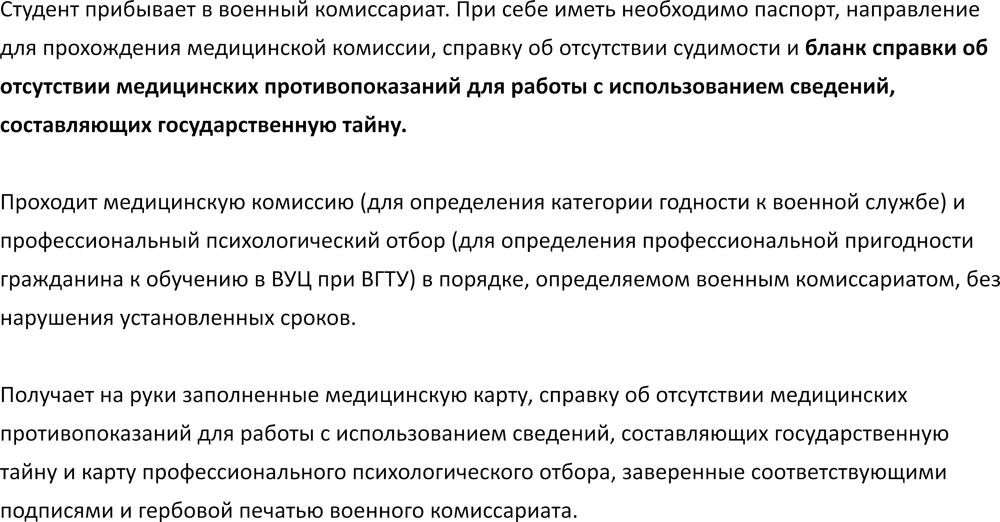 Студент прибывает в военный комиссариат. При себе иметь необходимо паспорт, направление
для прохождения медицинской комиссии, справку об отсутствии судимости и бланк справки об
отсутствии медицинских противопоказаний для работы с использованием сведений,
составляющих государственную тайну.
Проходит медицинскую комиссию (для определения категории годности к военной службе) и
профессиональный психологический отбор (для определения профессиональной пригодности
гражданина к обучению в ВУЦ при ВГТУ) в порядке, определяемом военным комиссариатом, без
нарушения установленных сроков.
Получает на руки заполненные медицинскую карту, справку об отсутствии медицинских
противопоказаний для работы с использованием сведений, составляющих государственную
тайну и карту профессионального психологического отбора, заверенные соответствующими
подписями и гербовой печатью военного комиссариата.